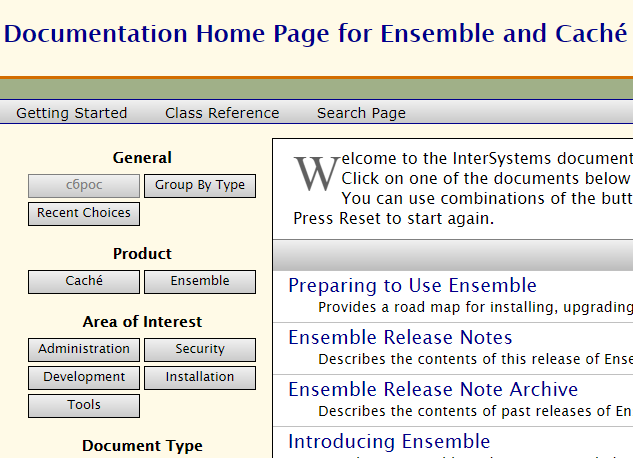 Documentation Home Page for Ensemble and Caché
Getting Started Class Reference Search Page
General
c6poc Group By Type
Recent Choices
Product
Caché Ensemble
Area of Interest
Administration Security
Development Installation
Tools
Document Type
Welcome to the InterSystems document
Click on one of the documents below
You can use combinations of the butt
Press Reset to start again.
Preparing to Use Ensemble
Provides a road map for installing, upgrading
Ensemble Release Notes
Describes the contents of this release of Ense
Ensemble Release Note Archive
Describes the contents of past releases of En
Introducing Ensemble